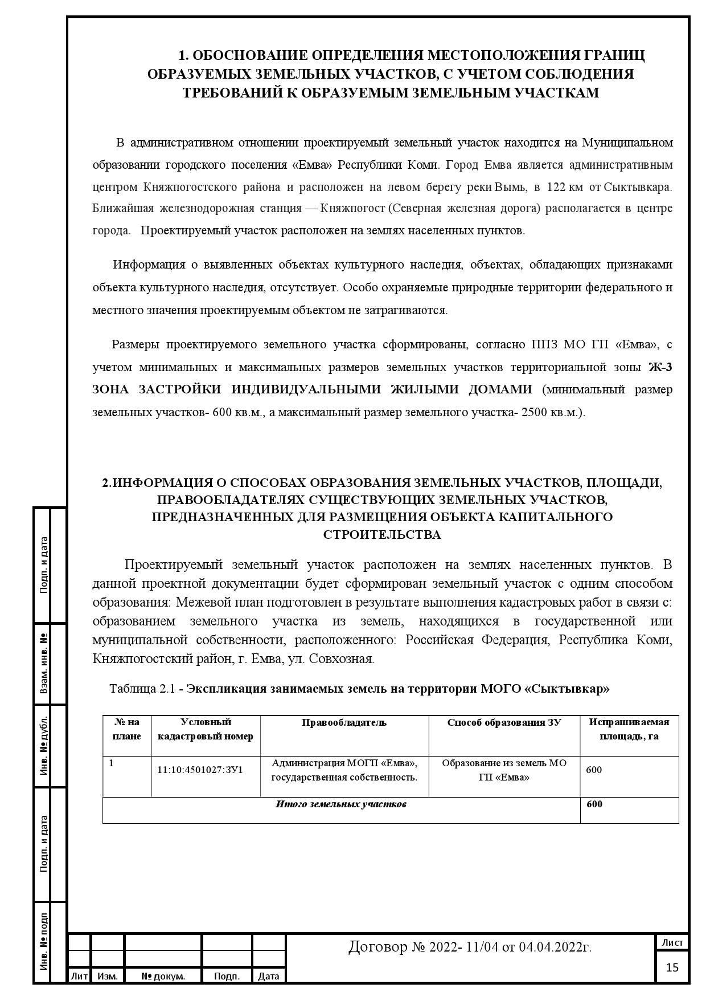 1. ОБОСНОВАНИЕ ОПРЕДЕЛЕНИЯ МЕСТОПОЛОЖЕНИЯ ГРАНИЦ
ОБРАЗУЕМЫХ ЗЕМЕЛЬНЫХ УЧАСТКОВ, С УЧЕТОМ СОБЛЮДЕНИЯ
ТРЕБОВАНИЙ К ОБРАЗУЕМЫМ ЗЕМЕЛЬНЫМ УЧАСТКАМ
В административном отношении проектируемый земельный участок находится на Муниципальном
образовании городского поселения «Емва» Республики Коми. Город Емва является административным
центром Княжпогостского района и расположен на левом берегу реки Вымь, в 122 км от Сыктывкара.
Ближайшая железнодорожная станция — Княжпогост (Северная железная дорога) располагается в центре
города. Проектируемый участок расположен на землях населенных пунктов.
Информация о выявленных объектах культурного наследия, объектах, обладающих признаками
объекта культурного наследия, отсутствует. Особо охраняемые природные территории федерального и
местного значения проектируемым объектом не затрагиваются.
Размеры проектируемого земельного участка сформированы, согласно ППЗ МО ГП «Емва», с
учетом минимальных и максимальных размеров земельных участков территориальной зоны Ж-3
ЗОНА ЗАСТРОЙКИ ИНДИВИДУАЛЬНЫМИ ЖИЛЫМИ ДОМАМИ (минимальный размер
земельных участков- 600 кв.м., а максимальный размер земельного участка- 2500 кв.м.).
2.ИНФОРМАЦИЯ О СПОСОБАХ ОБРАЗОВАНИЯ ЗЕМЕЛЬНЫХ УЧАСТКОВ, ПЛОЩАДИ,
ПРАВООБЛАДАТЕЛЯХ СУЩЕСТВУЮЩИХ ЗЕМЕЛЬНЫХ УЧАСТКОВ,
ПРЕДНАЗНАЧЕННЫХ ДЛЯ РАЗМЕЩЕНИЯ ОБЪЕКТА КАПИТАЛЬНОГО
СТРОИТЕЛЬСТВА
Проектируемый земельный участок расположен на землях населенных пунктов. В
данной проектной документации будет сформирован земельный участок с одним способом
образования: Межевой план подготовлен в результате выполнения кадастровых работ в связи с:
образованием земельного участка из земель, находящихся в государственной или
муниципальной собственности, расположенного: Российская Федерация, Республика Коми,
Княжпогостский район, г. Емва, ул. Совхозная.
Таблица 2.1 - Экспликация занимаемых земель на территории МОГО «Сыктывкар»
№ на плане
Условный кадастровый номер
Правообладатель
Способ образования ЗУ
Испрашиваемая площадь, га
1
11:10:4501027:ЗУ1
Администрация МОГП «Емва»,
государственная собственность.
Образование из земель МО
ГП «Емва»
600
Итого земельных участков
600
Подп. и дата
Взам. инв. №
Инв. № дубл.
Подп. и дата
Инв. № подп
Договор № 2022- 11/04 от 04.04.2022г.
Лист
15
Лит Изм. № докум. Подп. Дата